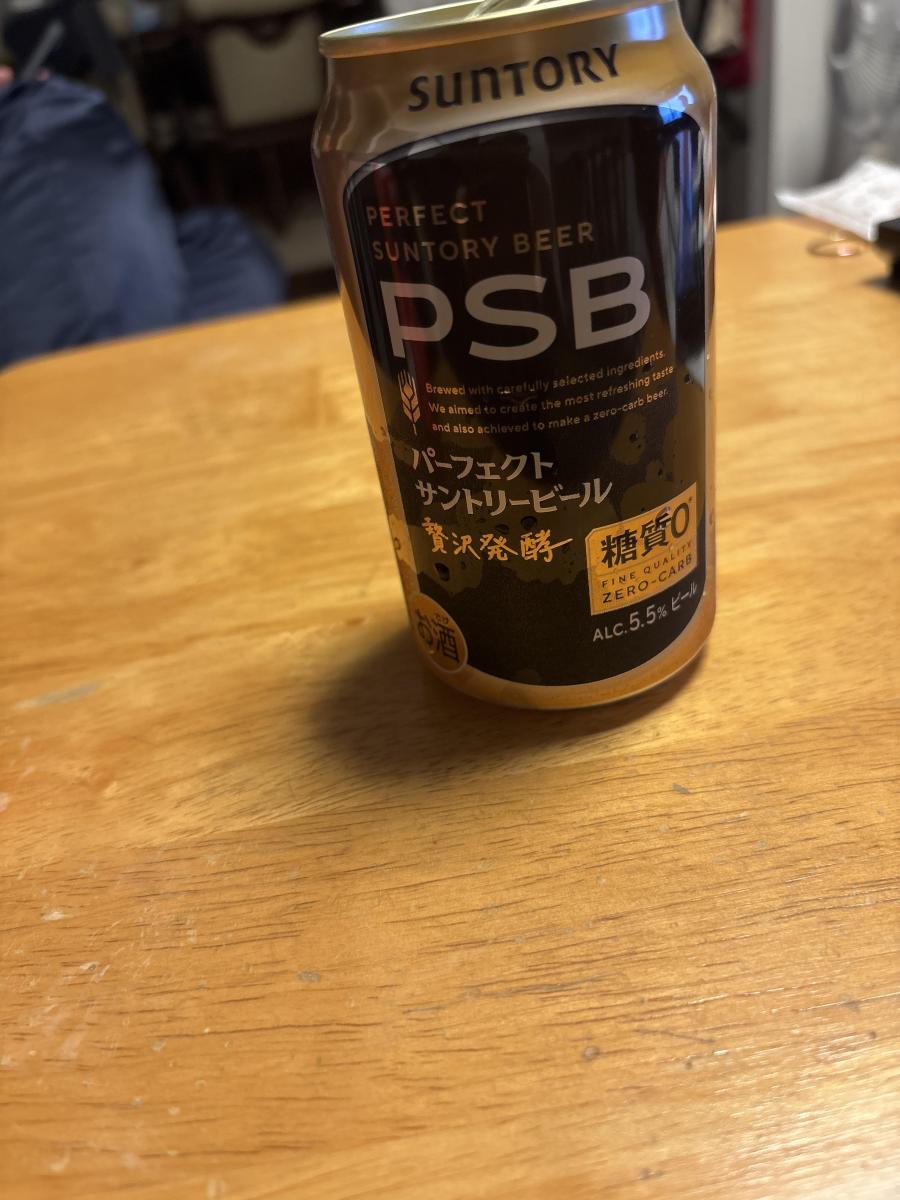 SUNTORY
PERFECT
SUNTORY BEER
PSB
Brewed with carefully selected ingredients.
We aimed to create the most refreshing taste
and also achieved to make a zero-carb beer.
パーフェクト
サントリービール
贅沢発酵
糖質0*
FINE QUALITY
ZERO-CARB
ALC.5.5% ビール
お酒